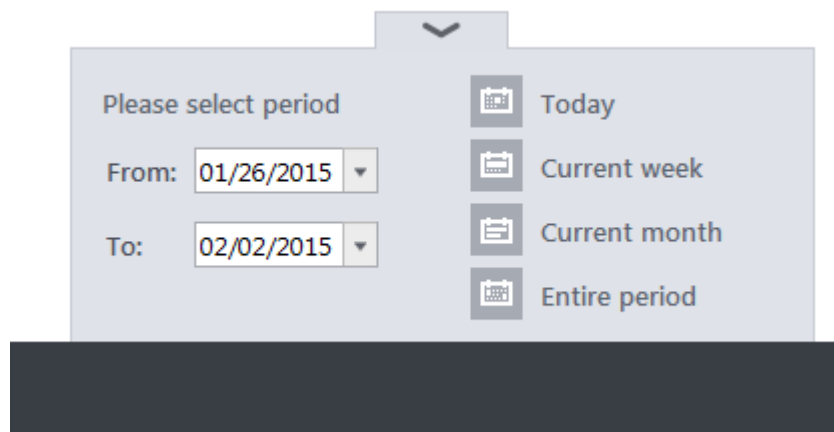 Please select period
From: 01/26/2015
To: 02/02/2015
Today
Current week
Current month
Entire period